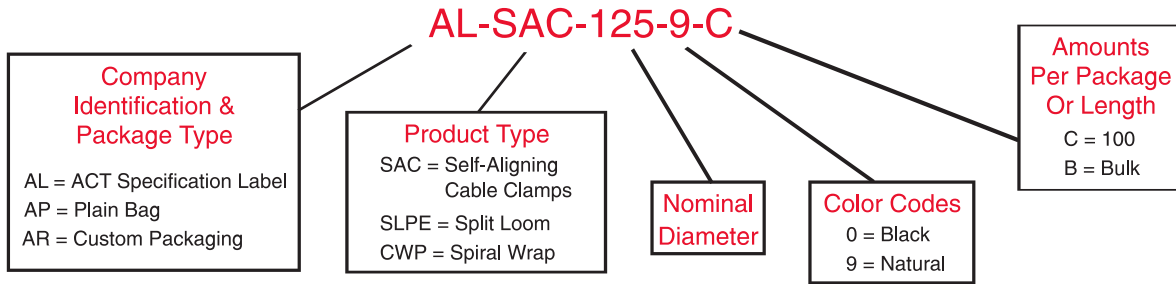 AL-SAC-125-9-C
Company
Identification &
Package Type
AL = ACT Specification Label
AP = Plain Bag
AR = Custom Packaging
Product Type
SAC = Self-Aligning
Cable Clamps
SLPE = Split Loom
CWP = Spiral Wrap
Nominal
Diameter
Color Codes
0 = Black
9 = Natural
Amounts
Per Package
Or Length
C = 100
B = Bulk